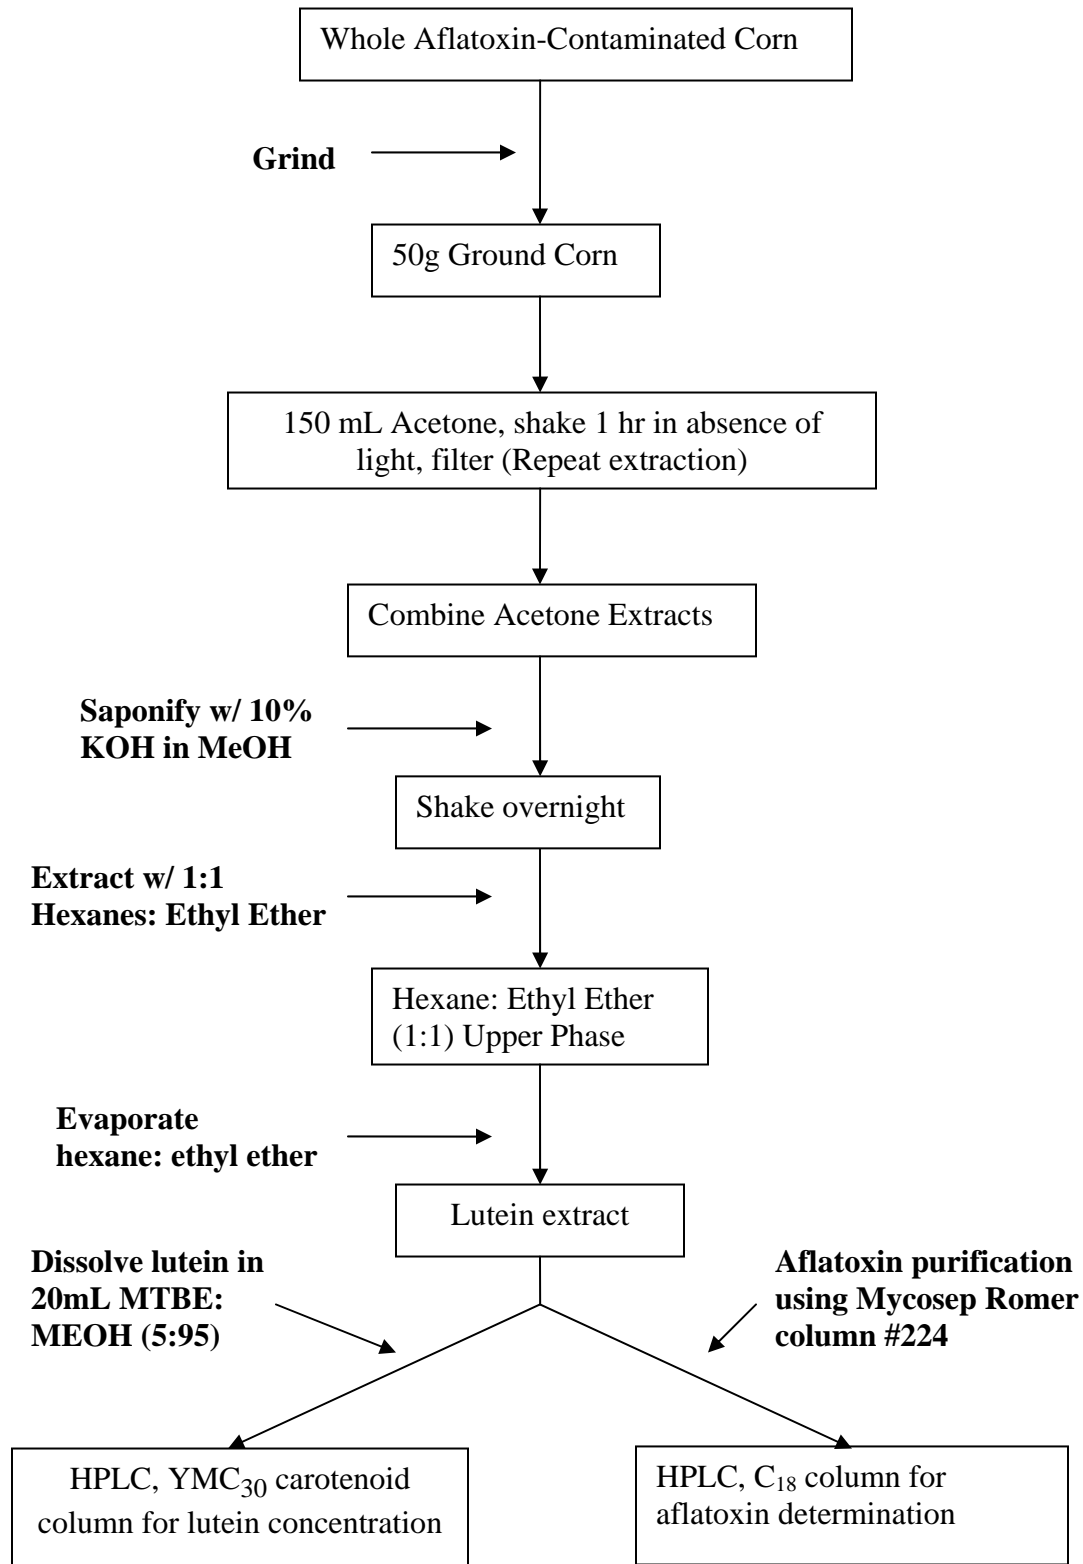 Whole Aflatoxin-Contaminated Corn
Grind
50g Ground Corn
150 mL Acetone, shake 1 hr in absence of
light, filter (Repeat extraction)
Combine Acetone Extracts
Saponify w/ 10%
KOH in MeOH
Shake overnight
Extract w/ 1:1
Hexanes: Ethyl Ether
Hexane: Ethyl Ether
(1:1) Upper Phase
Evaporate
hexane: ethyl ether
Lutein extract
Dissolve lutein in
20mL MTBE:
MEOH (5:95)
Aflatoxin purification
using Mycosep Romer
column #224
HPLC, YMC30 carotenoid
column for lutein concentration
HPLC, C18 column for
aflatoxin determination